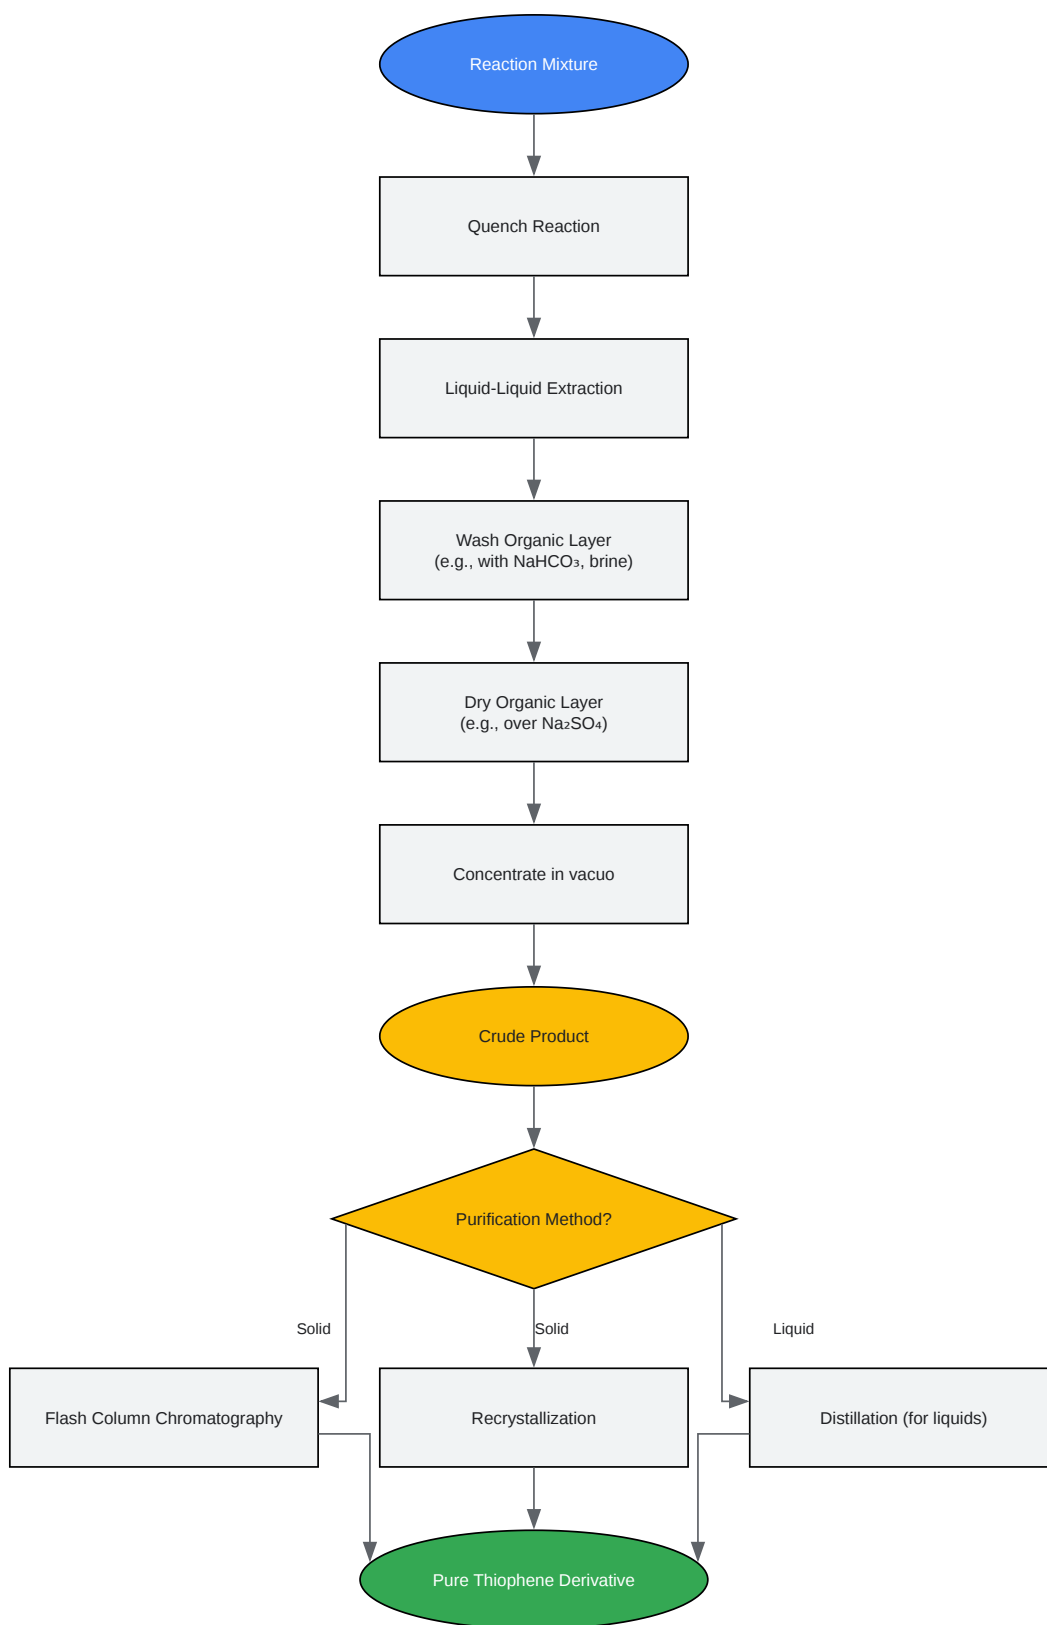 Reaction Mixture
Quench Reaction
Liquid-Liquid Extraction
Wash Organic Layer
(e.g., with NaHCO₃, brine)
Dry Organic Layer
(e.g., over Na₂SO₄)
Concentrate in vacuo
Crude Product
Purification Method?
Solid
Solid
Liquid
Flash Column Chromatography
Recrystallization
Distillation (for liquids)
Pure Thiophene Derivative